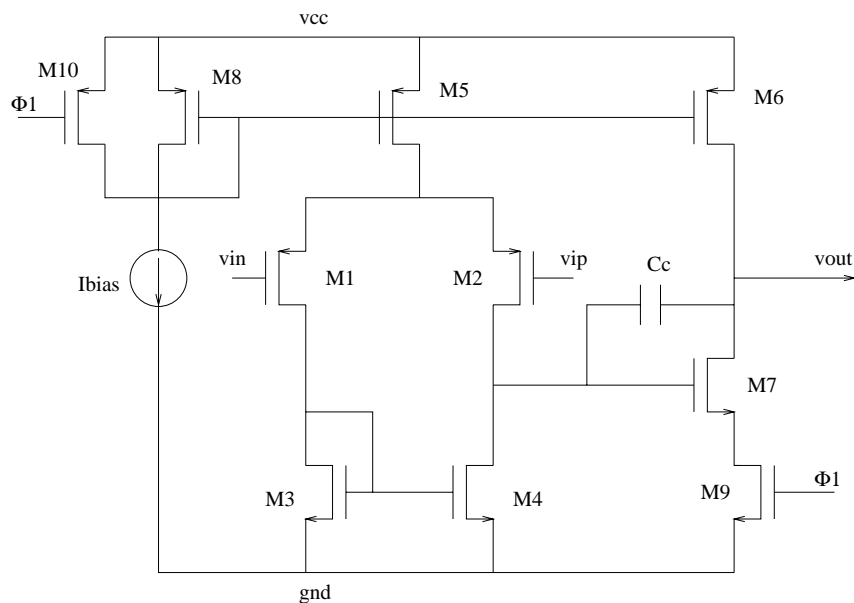 vcc
M10
M8
M5
M6
Φ1
vin
M1
M2
vip
Cc
vout
Ibias
M7
M3
M4
M9
Φ1
gnd